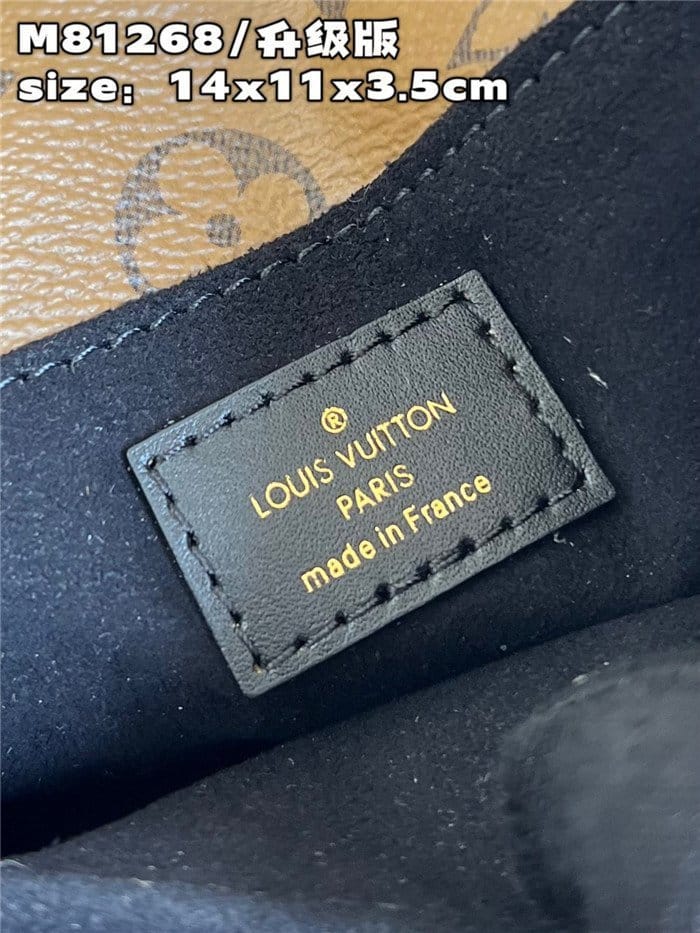 M81268/升级版
size：14x11x3.5cm
®
LOUIS VUITTON
PARIS
made in France